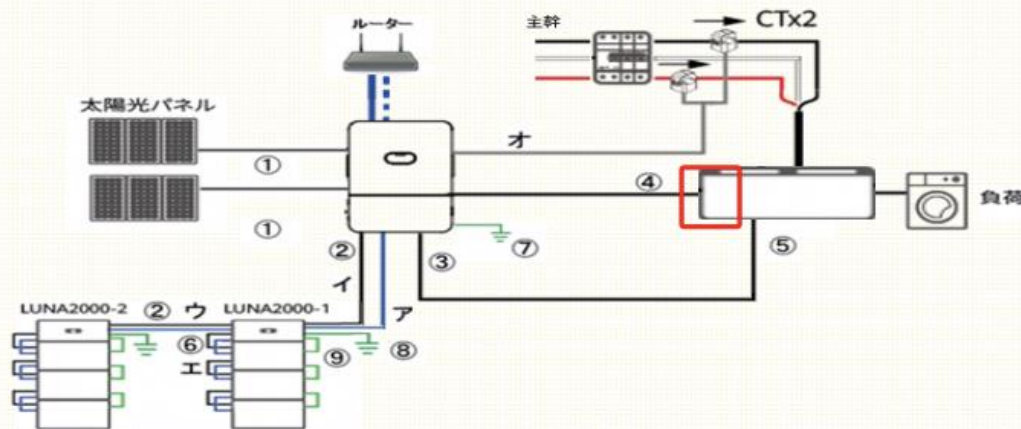 ルーター
主幹
CTx2
太陽光パネル
オ
①
④
負荷
①
②
③
⑦
⑤
イ
ア
LUNA2000-2
②
ウ
LUNA2000-1
⑥
⑨
⑧
エ